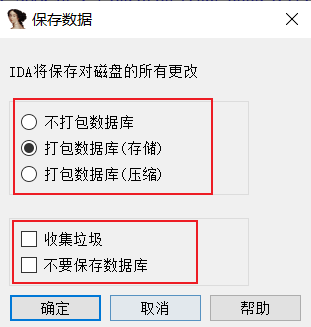 保存数据
IDA将保存对磁盘的所有更改
不打包数据库
打包数据库(存储)
打包数据库(压缩)
收集垃圾
不要保存数据库
确定 取消 帮助